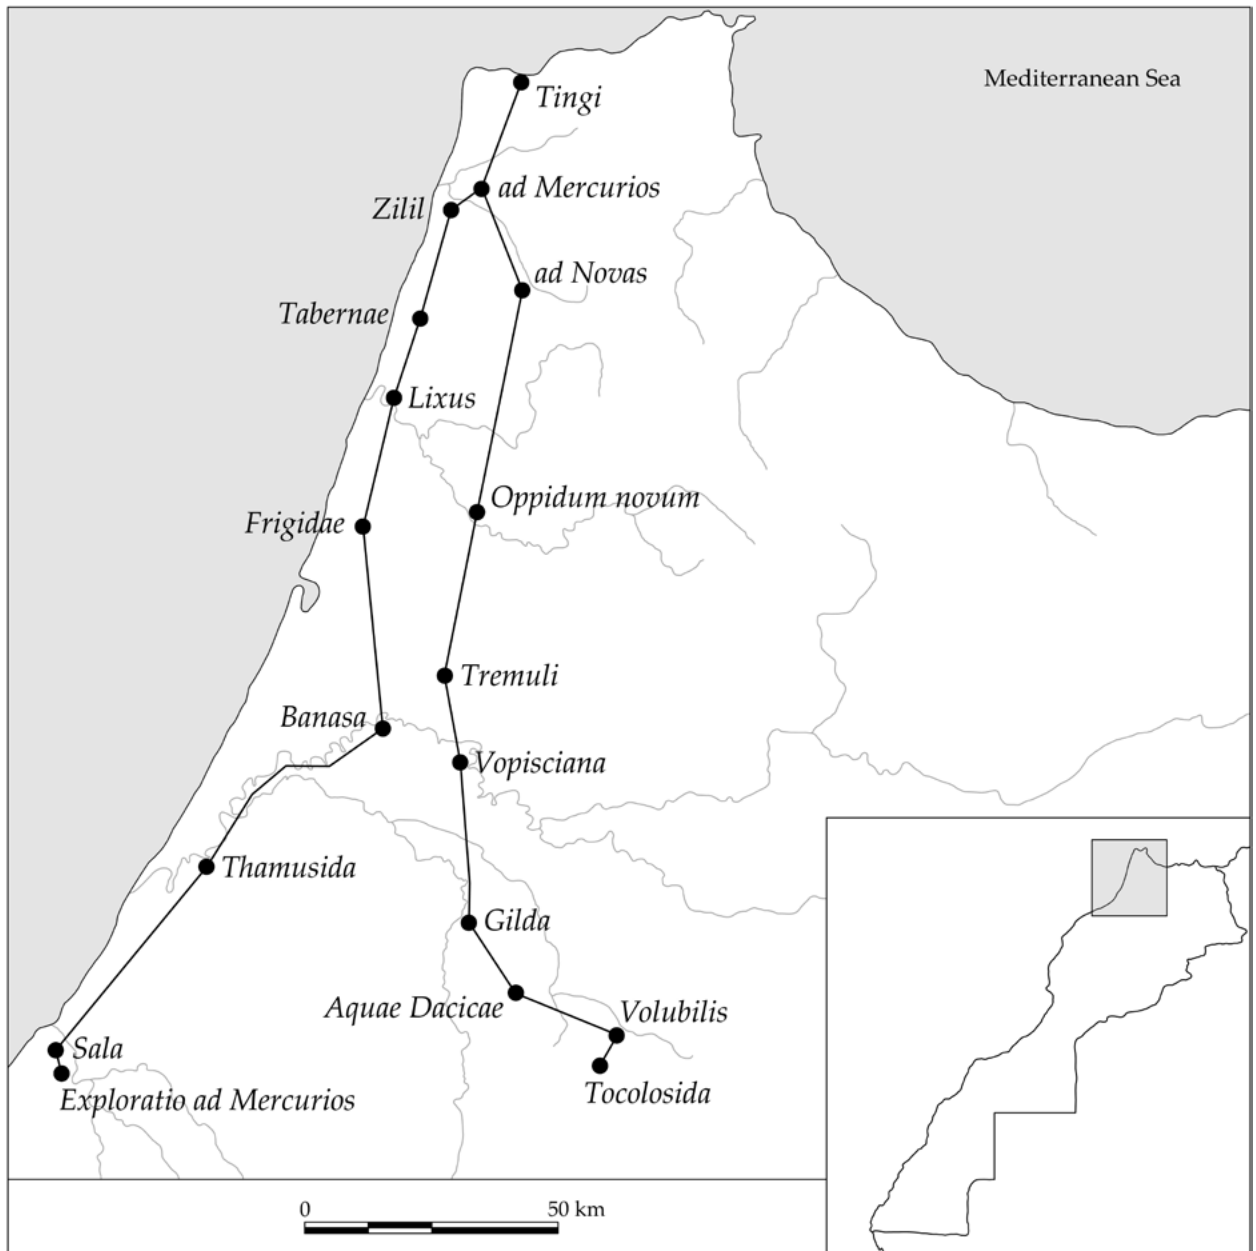 Mediterranean Sea
Tingi
ad Mercurios
Zilil
ad Novas
Tabernae
Lixus
Oppidum novum
Frigidae
Tremuli
Banasa
Vopisciana
Thamusida
Gilda
Aquae Dacicae
Volubilis
Sala
Tocolosida
Exploratio ad Mercurios
0 50 km